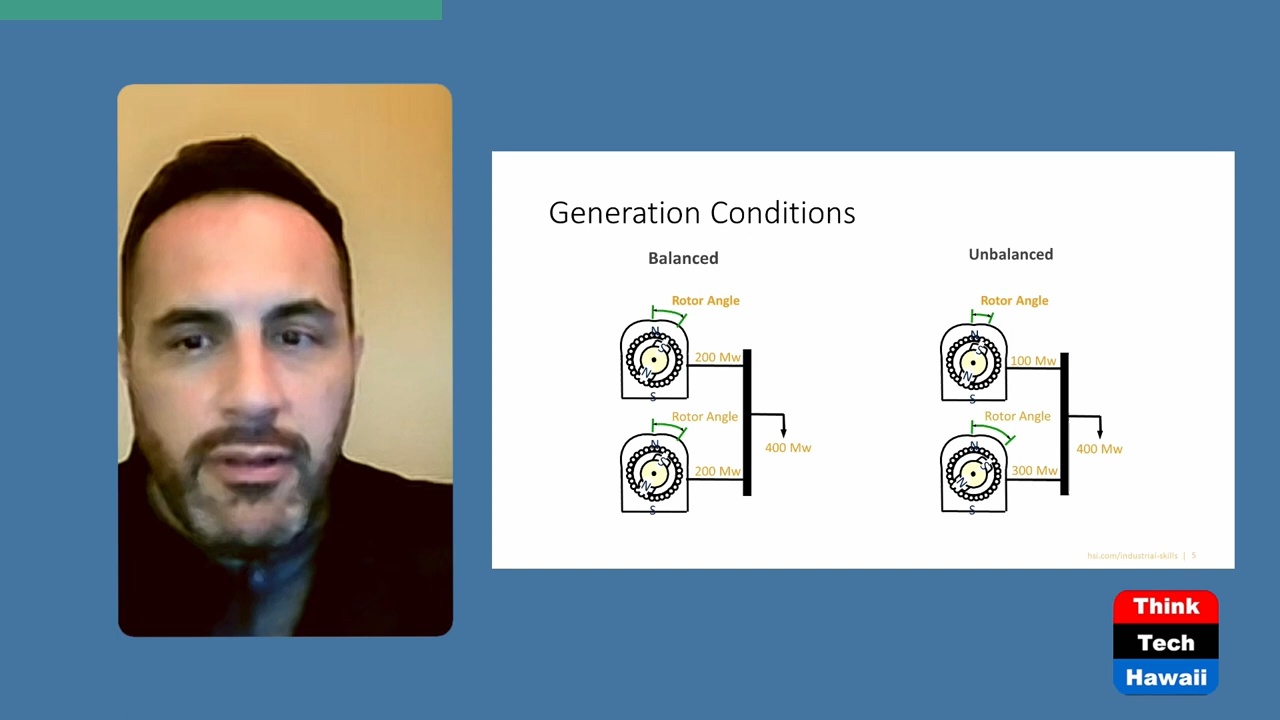 Generation Conditions
Balanced
Unbalanced
Rotor Angle
Rotor Angle
N
S
N
S
200 Mw
N
S
N
S
100 Mw
Rotor Angle
Rotor Angle
N
S
N
S
200 Mw
N
S
N
S
300 Mw
400 Mw
400 Mw
hsi.com/industrial-skills | 5
Think
Tech
Hawaii